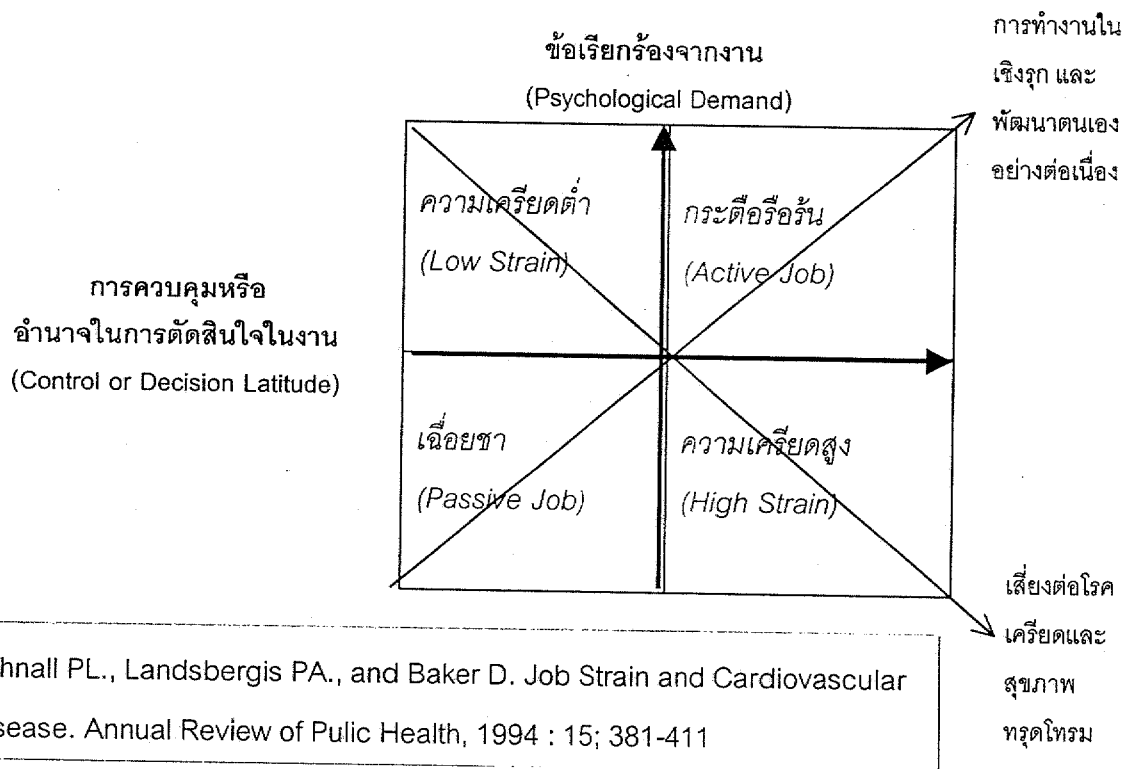 ข้อเรียกร้องจากงาน
(Psychological Demand)
การทำงานใน
เชิงรุก และ
พัฒนาตนเอง
อย่างต่อเนื่อง
ความเครียดต่ำ
(Low Strain)
กระตือรือร้น
(Active Job)
การควบคุมหรือ
อำนาจในการตัดสินใจในงาน
(Control or Decision Latitude)
เฉื่อยชา
(Passive Job)
ความเครียดสูง
(High Strain)
เสี่ยงต่อโรค
เครียดและ
สุขภาพ
ทรุดโทรม
hnall PL., Landsbergis PA., and Baker D. Job Strain and Cardiovascular
sease. Annual Review of Pulic Health, 1994 : 15; 381-411